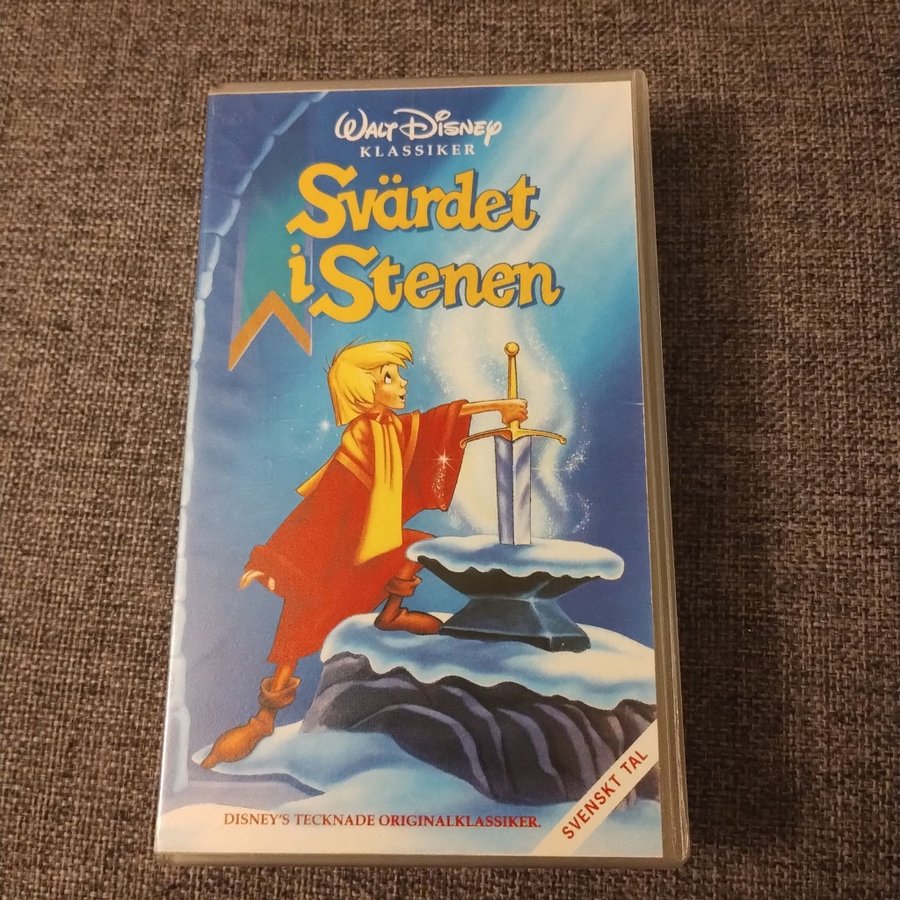 Walt Disney
KLASSIKER
Svärdet
i Stenen
DISNEY'S TECKNADE ORIGINALKLASSIKER.
SVENSKT TAL